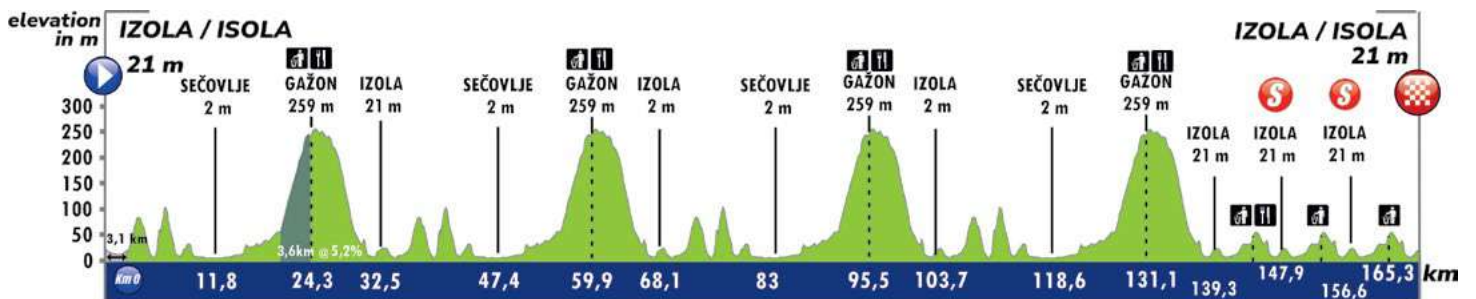 elevation
in m
IZOLA / ISOLA
21 m
IZOLA / ISOLA
21 m
SEČOVLJE
2 m
GAŽON
259 m
IZOLA
21 m
SEČOVLJE
2 m
GAŽON
259 m
IZOLA
2 m
SEČOVLJE
2 m
GAŽON
259 m
IZOLA
2 m
SEČOVLJE
2 m
GAŽON
259 m
IZOLA
21 m
S
IZOLA
21 m
S
IZOLA
21 m
300
250
200
150
100
50
0
3,1 km
3,6km @5,2%
Km 0
11,8
24,3
32,5
47,4
59,9
68,1
83
95,5
103,7
118,6
131,1
139,3
147,9
156,6
165,3
km